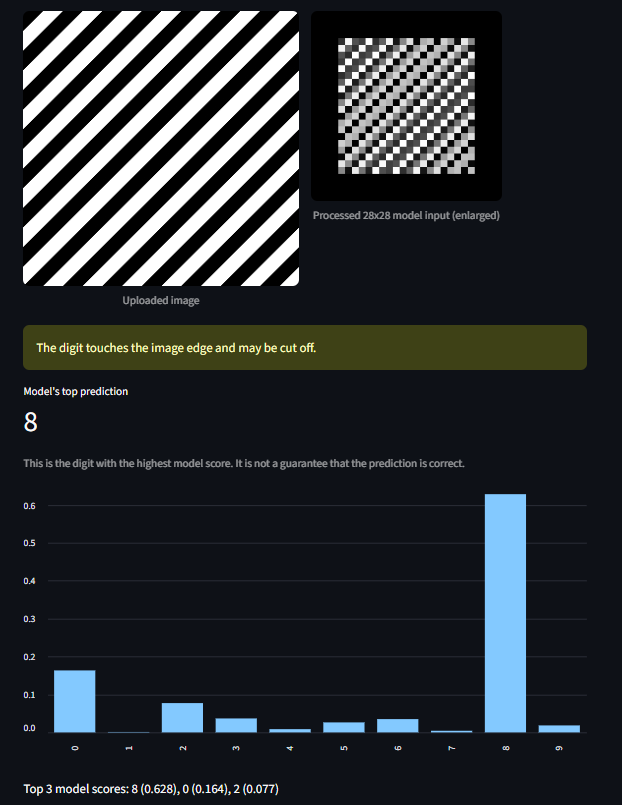 Processed 28x28 model input (enlarged)
Uploaded image
The digit touches the image edge and may be cut off.
Model's top prediction
8
This is the digit with the highest model score. It is not a guarantee that the prediction is correct.
0.6
0.5
0.4
0.3
0.2
0.1
0.0
0 1 2 3 4 5 6 7 8 9
Top 3 model scores: 8 (0.628), 0 (0.164), 2 (0.077)